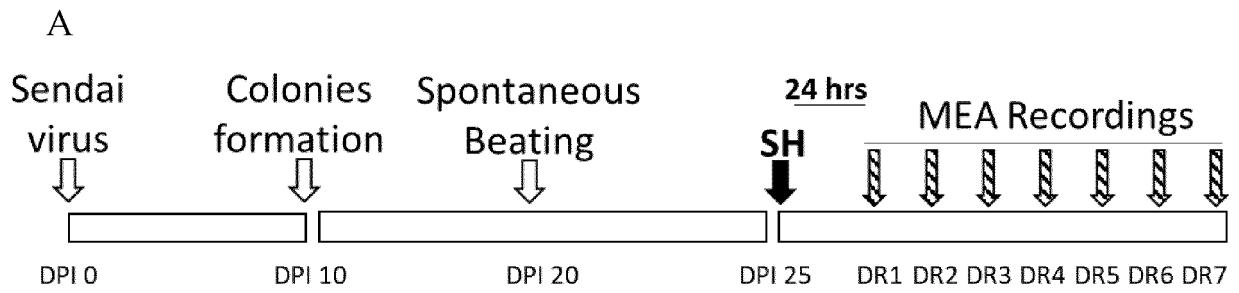 A
Sendai virus
Colonies formation
Spontaneous Beating
24 hrs
SH
MEA Recordings
DPI 0 DPI 10 DPI 20 DPI 25 DR1 DR2 DR3 DR4 DR5 DR6 DR7